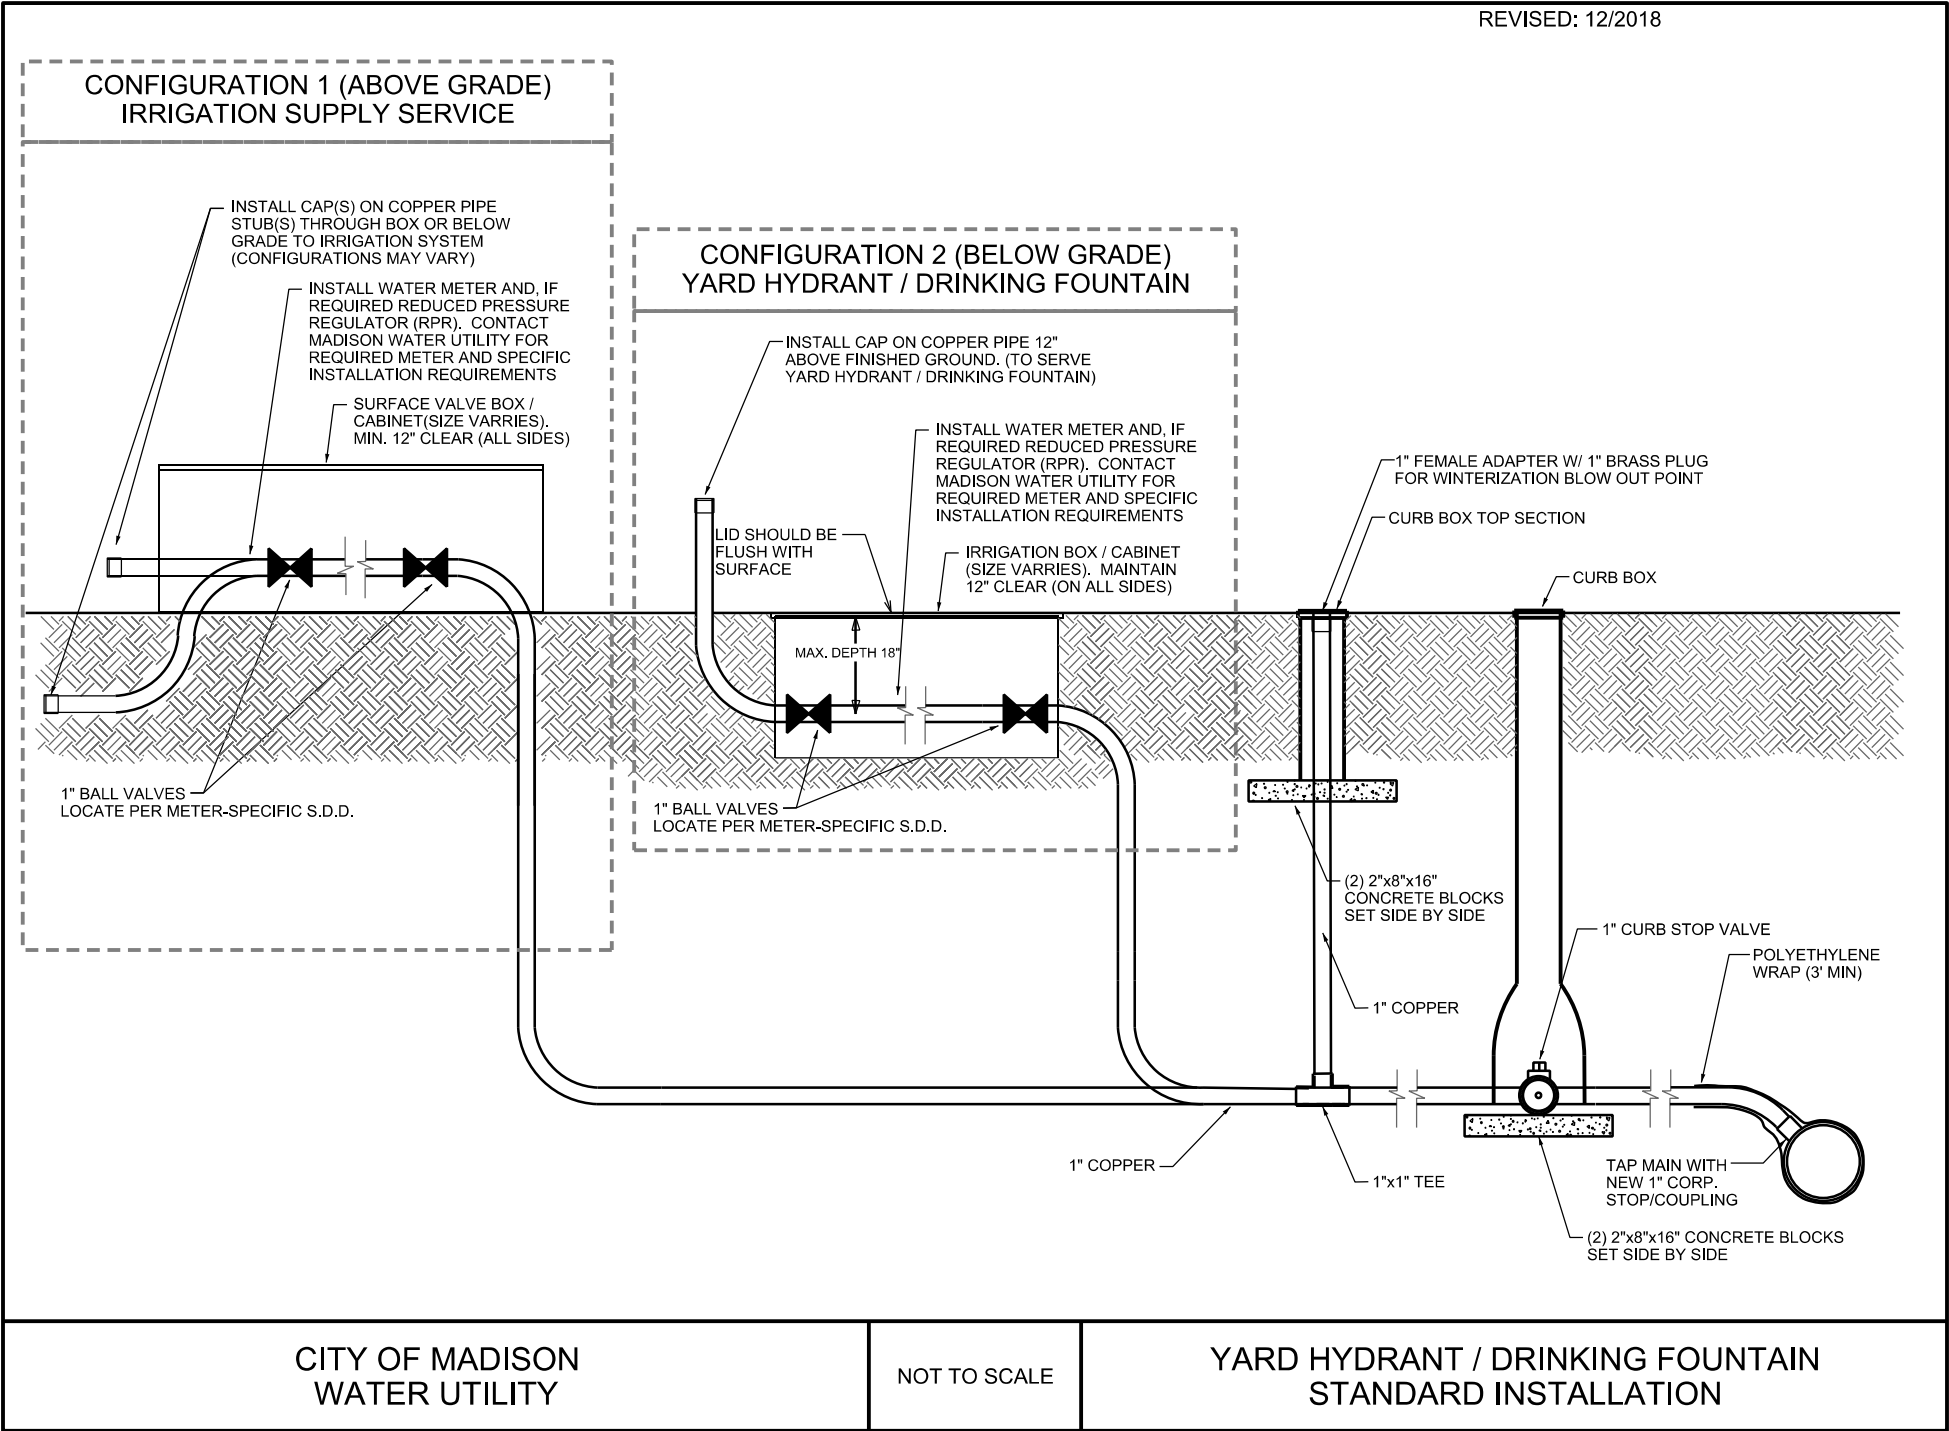 REVISED: 12/2018
CONFIGURATION 1 (ABOVE GRADE)
IRRIGATION SUPPLY SERVICE
INSTALL CAP(S) ON COPPER PIPE
STUB(S) THROUGH BOX OR BELOW
GRADE TO IRRIGATION SYSTEM
(CONFIGURATIONS MAY VARY)
INSTALL WATER METER AND, IF
REQUIRED REDUCED PRESSURE
REGULATOR (RPR). CONTACT
MADISON WATER UTILITY FOR
REQUIRED METER AND SPECIFIC
INSTALLATION REQUIREMENTS
SURFACE VALVE BOX /
CABINET(SIZE VARRIES).
MIN. 12" CLEAR (ALL SIDES)
1" BALL VALVES
LOCATE PER METER-SPECIFIC S.D.D.
CONFIGURATION 2 (BELOW GRADE)
YARD HYDRANT / DRINKING FOUNTAIN
INSTALL CAP ON COPPER PIPE 12"
ABOVE FINISHED GROUND. (TO SERVE
YARD HYDRANT / DRINKING FOUNTAIN)
INSTALL WATER METER AND, IF
REQUIRED REDUCED PRESSURE
REGULATOR (RPR). CONTACT
MADISON WATER UTILITY FOR
REQUIRED METER AND SPECIFIC
INSTALLATION REQUIREMENTS
LID SHOULD BE
FLUSH WITH
SURFACE
IRRIGATION BOX / CABINET
(SIZE VARRIES). MAINTAIN
12" CLEAR (ON ALL SIDES)
MAX. DEPTH 18"
1" BALL VALVES
LOCATE PER METER-SPECIFIC S.D.D.
1" FEMALE ADAPTER W/ 1" BRASS PLUG
FOR WINTERIZATION BLOW OUT POINT
CURB BOX TOP SECTION
CURB BOX
(2) 2"x8"x16"
CONCRETE BLOCKS
SET SIDE BY SIDE
1" CURB STOP VALVE
POLYETHYLENE
WRAP (3' MIN)
1" COPPER
1" COPPER
1"x1" TEE
TAP MAIN WITH
NEW 1" CORP.
STOP/COUPLING
(2) 2"x8"x16" CONCRETE BLOCKS
SET SIDE BY SIDE
CITY OF MADISON
WATER UTILITY
NOT TO SCALE
YARD HYDRANT / DRINKING FOUNTAIN
STANDARD INSTALLATION